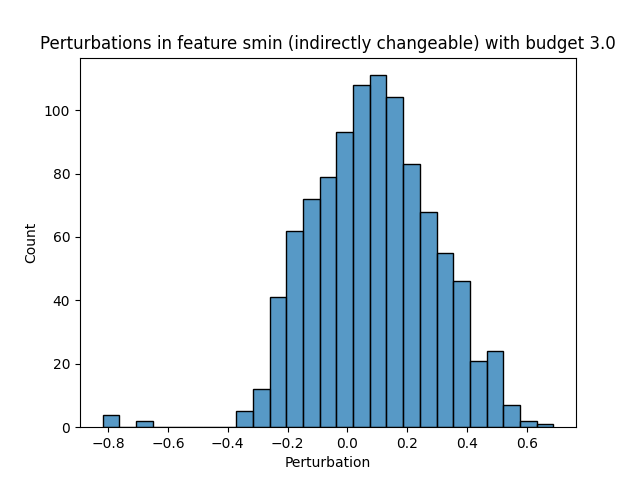 Perturbations in feature smin (indirectly changeable) with budget 3.0
100
80
60
40
20
0
Count
−0.8 −0.6 −0.4 −0.2 0.0 0.2 0.4 0.6
Perturbation